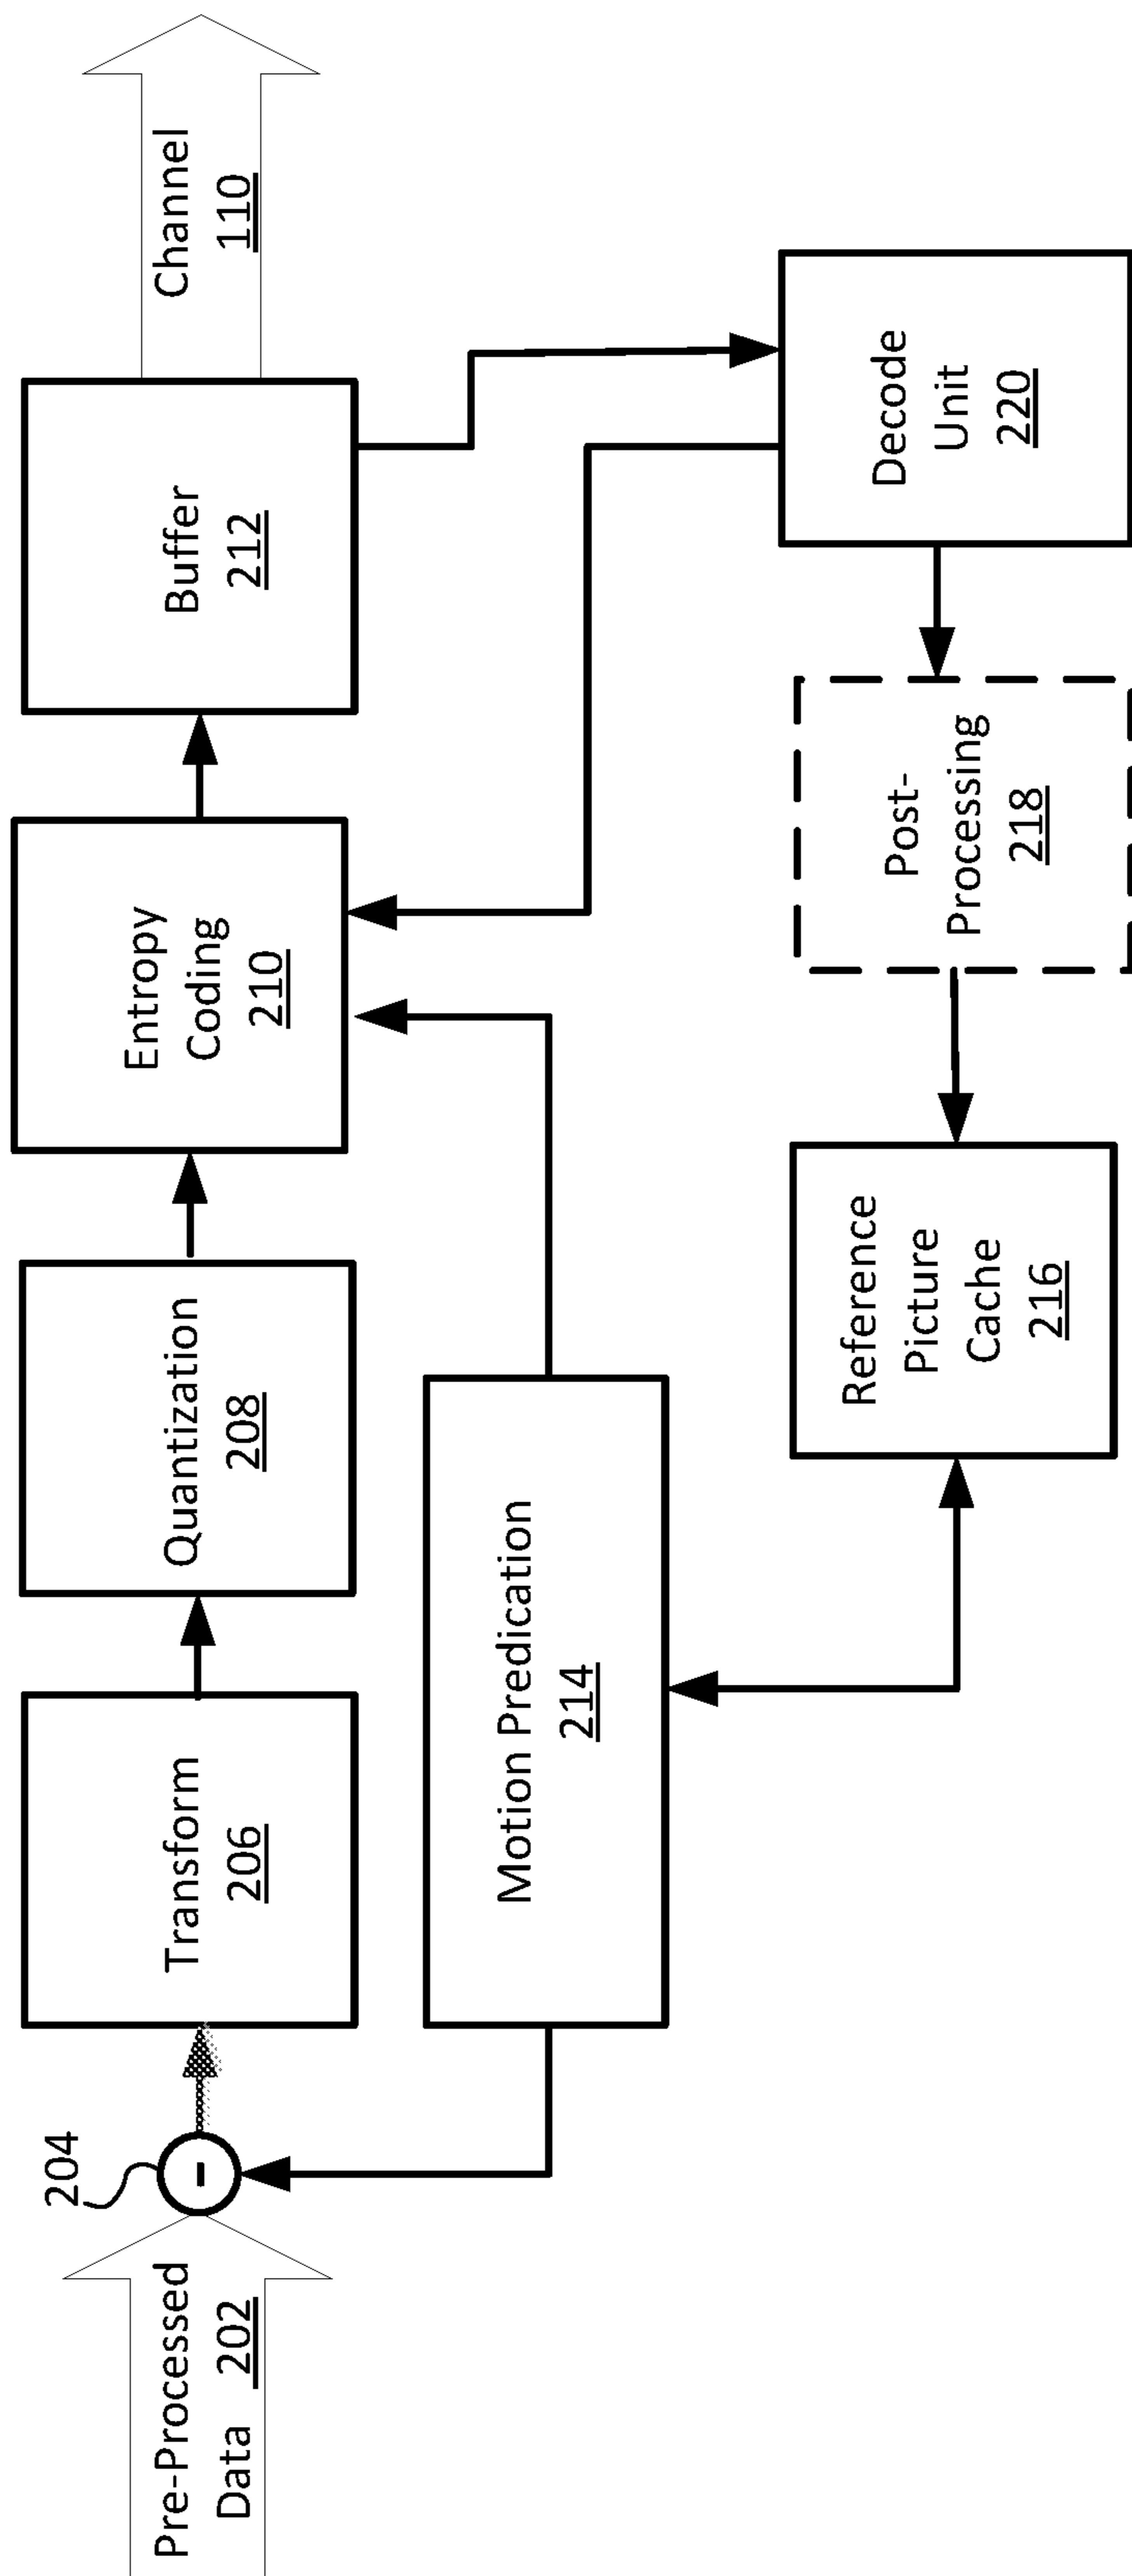 204
Pre-Processed
Data 202
-
Transform
206
Quantization
208
Entropy
Coding
210
Buffer
212
Channel
110
Motion Predication
214
Reference
Picture
Cache
216
Post-
Processing
218
Decode
Unit
220